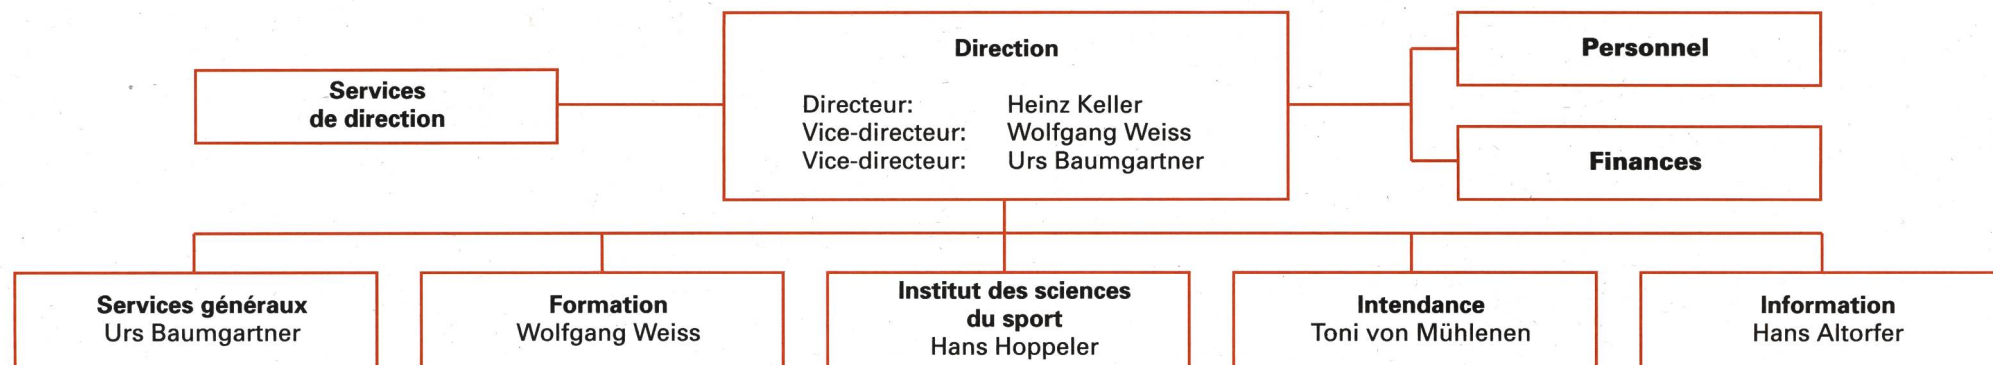 Services
de direction
Direction
Directeur: Heinz Keller
Vice-directeur: Wolfgang Weiss
Vice-directeur: Urs Baumgartner
Personnel
Finances
Services généraux
Urs Baumgartner
Formation
Wolfgang Weiss
Institut des sciences
du sport
Hans Hoppeler
Intendance
Toni von Mühlenen
Information
Hans Altorfer